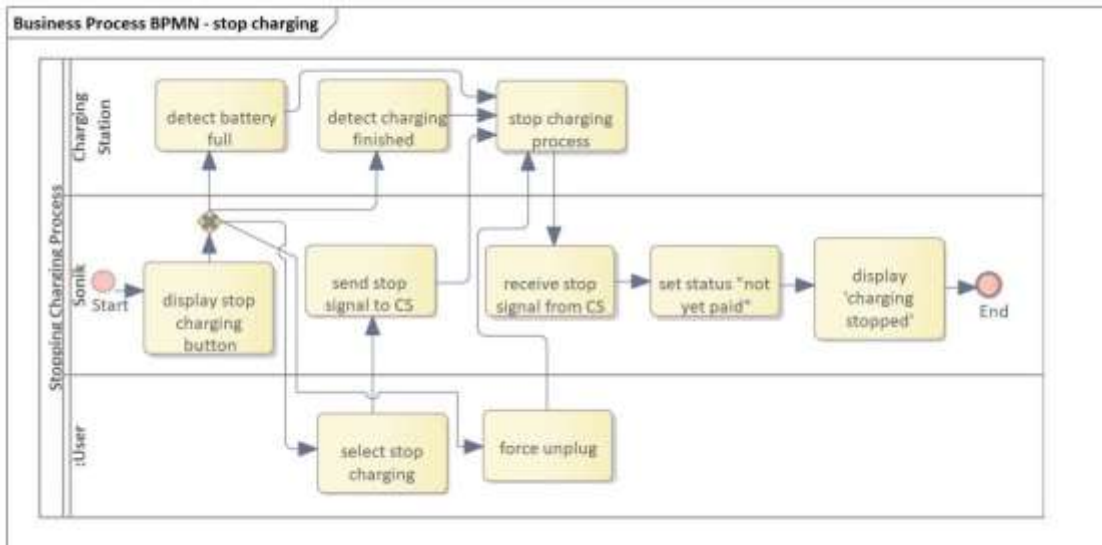 Business Process BPMN - stop charging
Stopping Charging Process
Charging
Station
detect battery
full
detect charging
finished
stop charging
process
Sonik
Start
display stop
charging
button
send stop
signal to CS
receive stop
signal from CS
set status "not
yet paid"
display
'charging
stopped'
End
:User
select stop
charging
force unplug